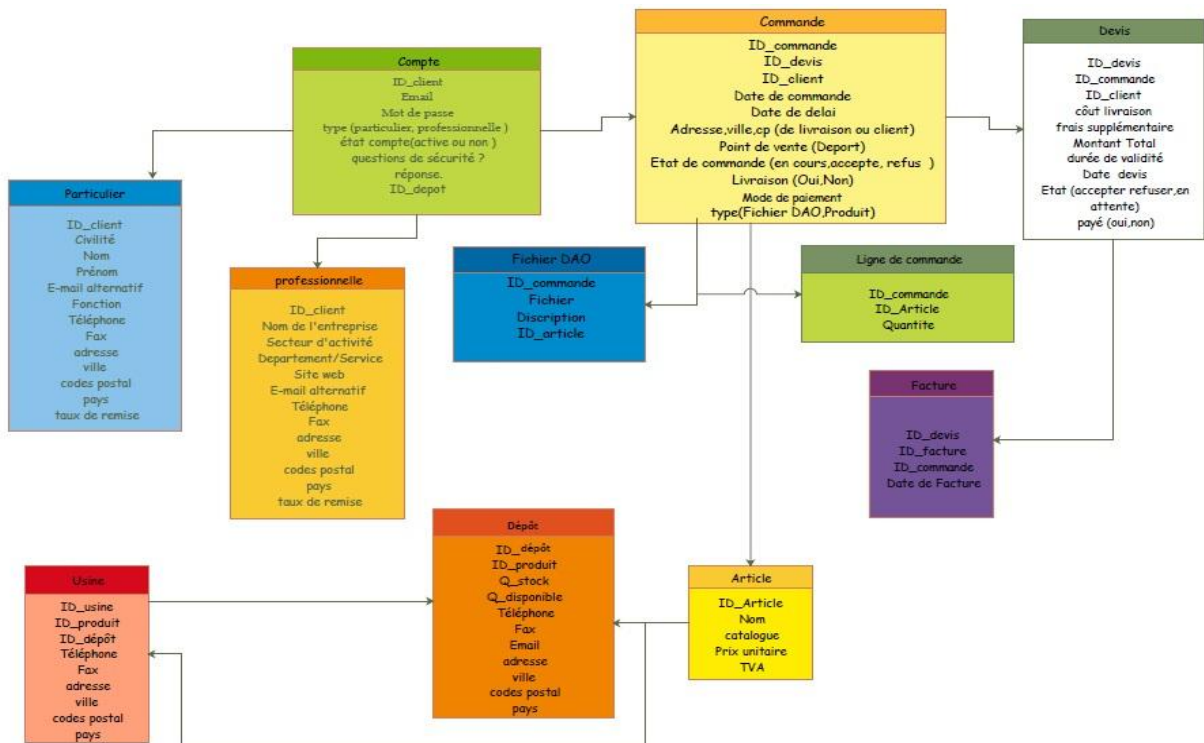 Commande
ID_commande
ID_devis
ID_client
Date de commande
Date de delai
Adresse,ville,cp (de livraison ou client)
Point de vente (Deport)
Etat de commande (en cours,accepte, refus )
Livraison (Oui,Non)
Mode de paiement
type(Fichier DAO,Produit)
Devis
ID_devis
ID_commande
ID_client
côut livraison
frais supplémentaire
Montant Total
durée de validité
Date devis
Etat (accepter refuser,en
attente)
payé (oui,non)
Compte
ID_client
Email
Mot de passe
type (particulier, professionnelle )
état compte(active ou non )
questions de sécurité ?
réponse.
ID_depot
Particulier
ID_client
Civilité
Nom
Prénom
E-mail alternatif
Fonction
Téléphone
Fax
adresse
ville
codes postal
pays
taux de remise
professionnelle
ID_client
Nom de l'entreprise
Secteur d'activité
Departement/Service
Site web
E-mail alternatif
Téléphone
Fax
adresse
ville
codes postal
pays
taux de remise
Fichier DAO
ID_commande
Fichier
Discription
ID_article
Ligne de commande
ID_commande
ID_Article
Quantite
Facture
ID_devis
ID_facture
ID_commande
Date de Facture
Usine
ID_usine
ID_produit
ID_dépôt
Téléphone
Fax
adresse
ville
codes postal
pays
Dépôt
ID_dépôt
ID_produit
Q_stock
Q_disponible
Téléphone
Fax
Email
adresse
ville
codes postal
pays
Article
ID_Article
Nom
catalogue
Prix unitaire
TVA